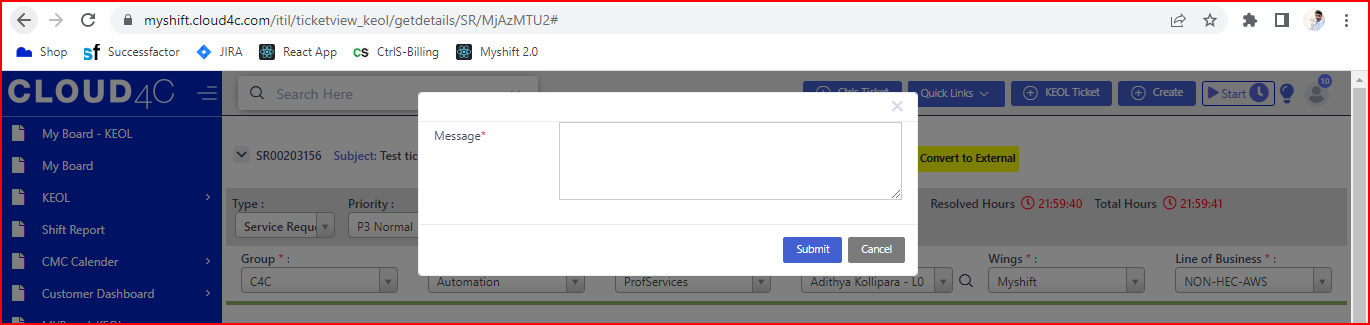 myshift.cloud4c.com/itil/ticketview_keol/getdetails/SR/MjAzMTU2#
Shop Successfactor JIRA React App CtrlS-Billing Myshift 2.0
CLOUD4C Search Here Ctrls Ticket Quick Links KEOL Ticket Create Start 10
My Board - KEOL
Message*
SR00203156 Subject: Test tic Convert to External
My Board
KEOL
Type : Priority : Resolved Hours 21:59:40 Total Hours 21:59:41
Shift Report Service Requ P3 Normal
Submit Cancel
CMC Calender Group * : Wings * : Line of Business * :
C4C Automation ProfServices Adithya Kollipara - L0 Myshift NON-HEC-AWS
Customer Dashboard